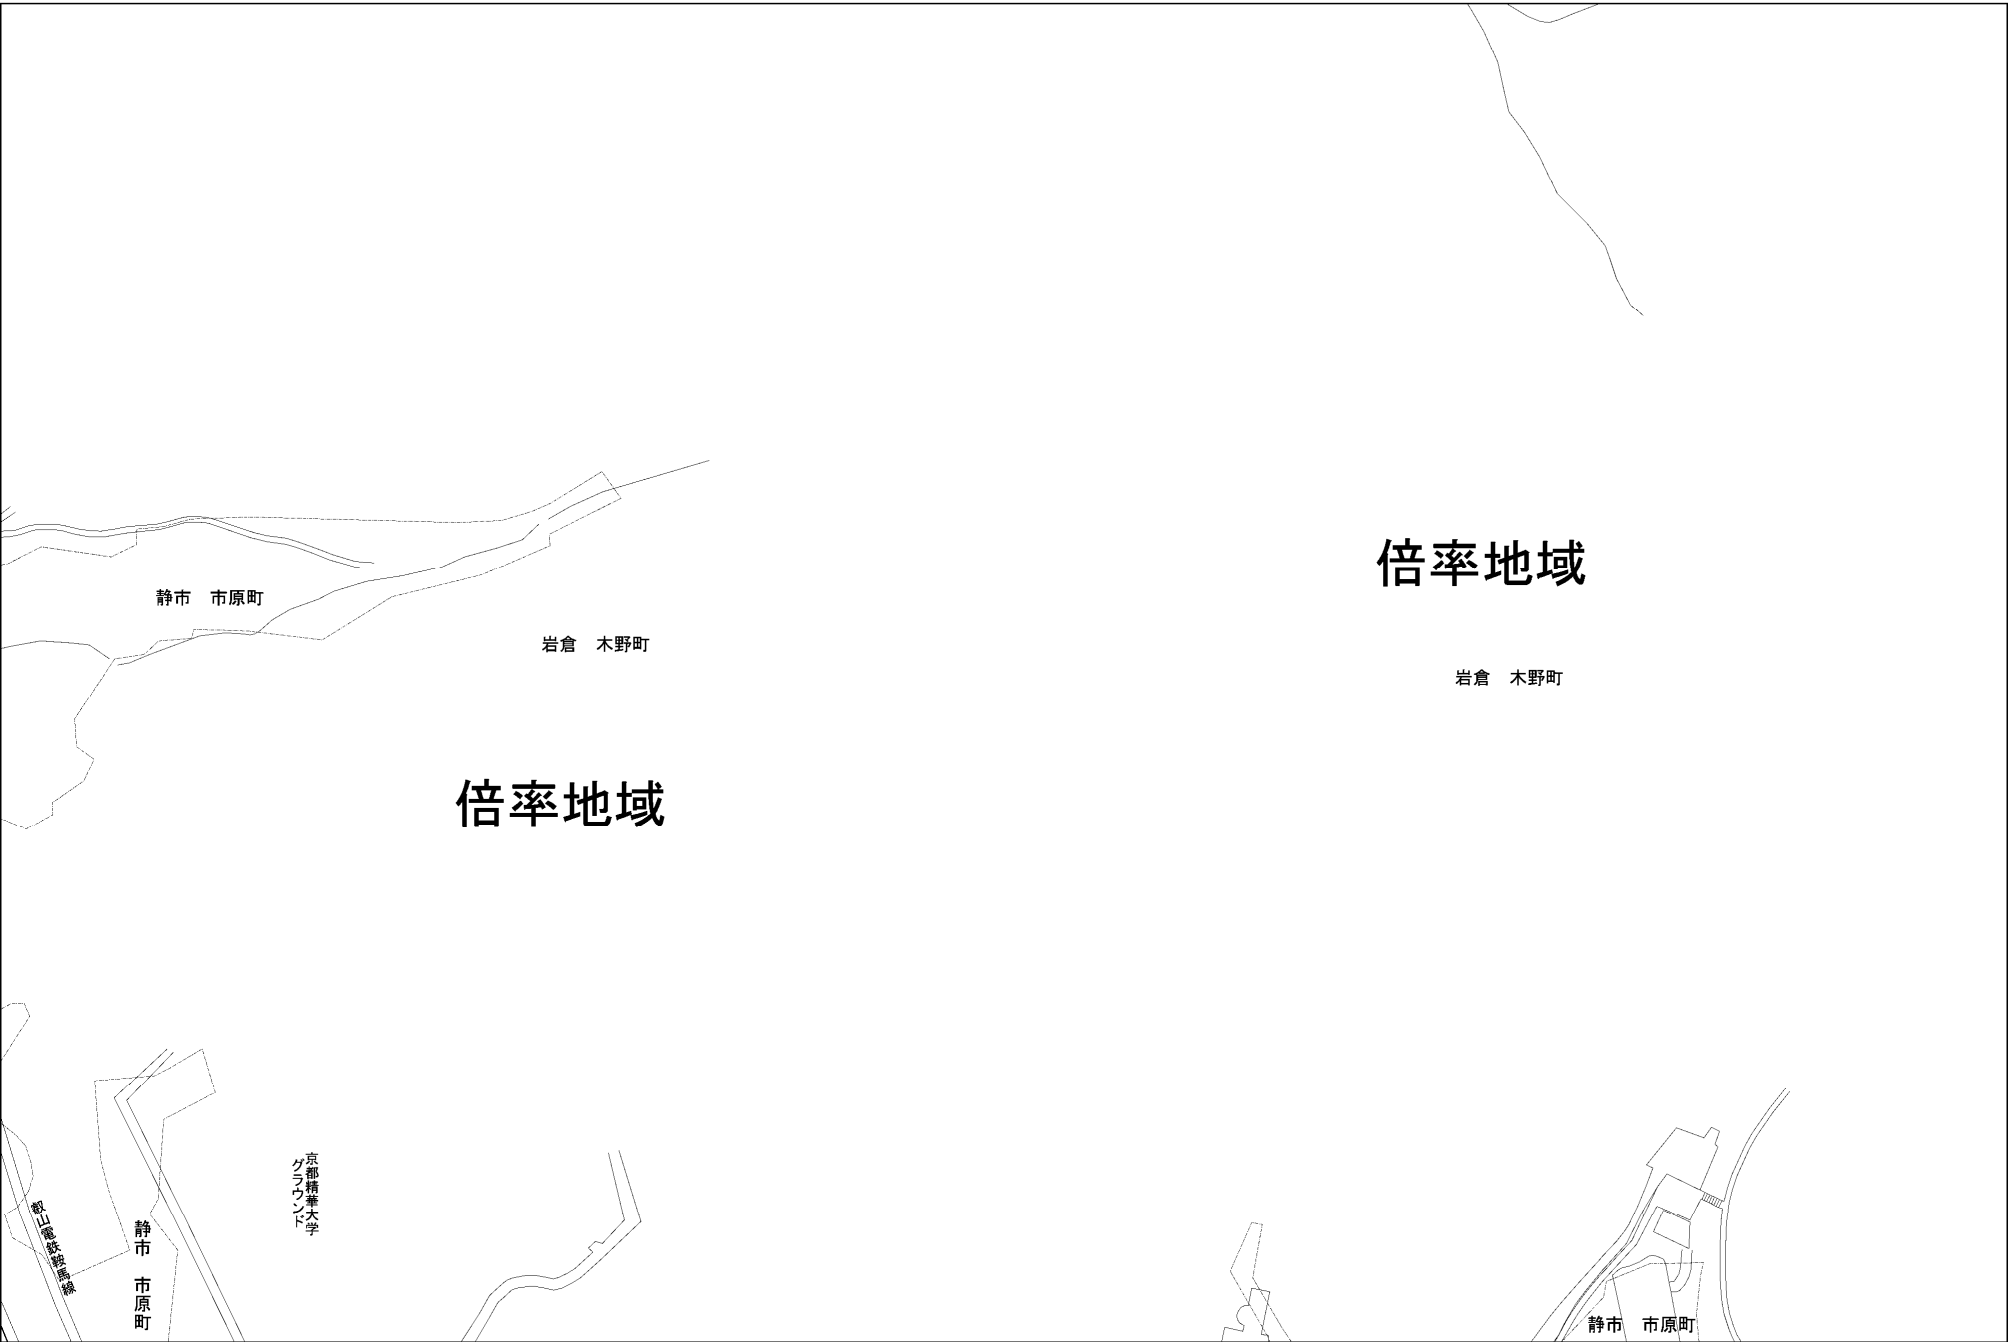 倍率地域
静市　市原町
岩倉　木野町
岩倉　木野町
倍率地域
京都精華大学
グラウンド
叡山電鉄鞍馬線
静市　市原町
静市　市原町